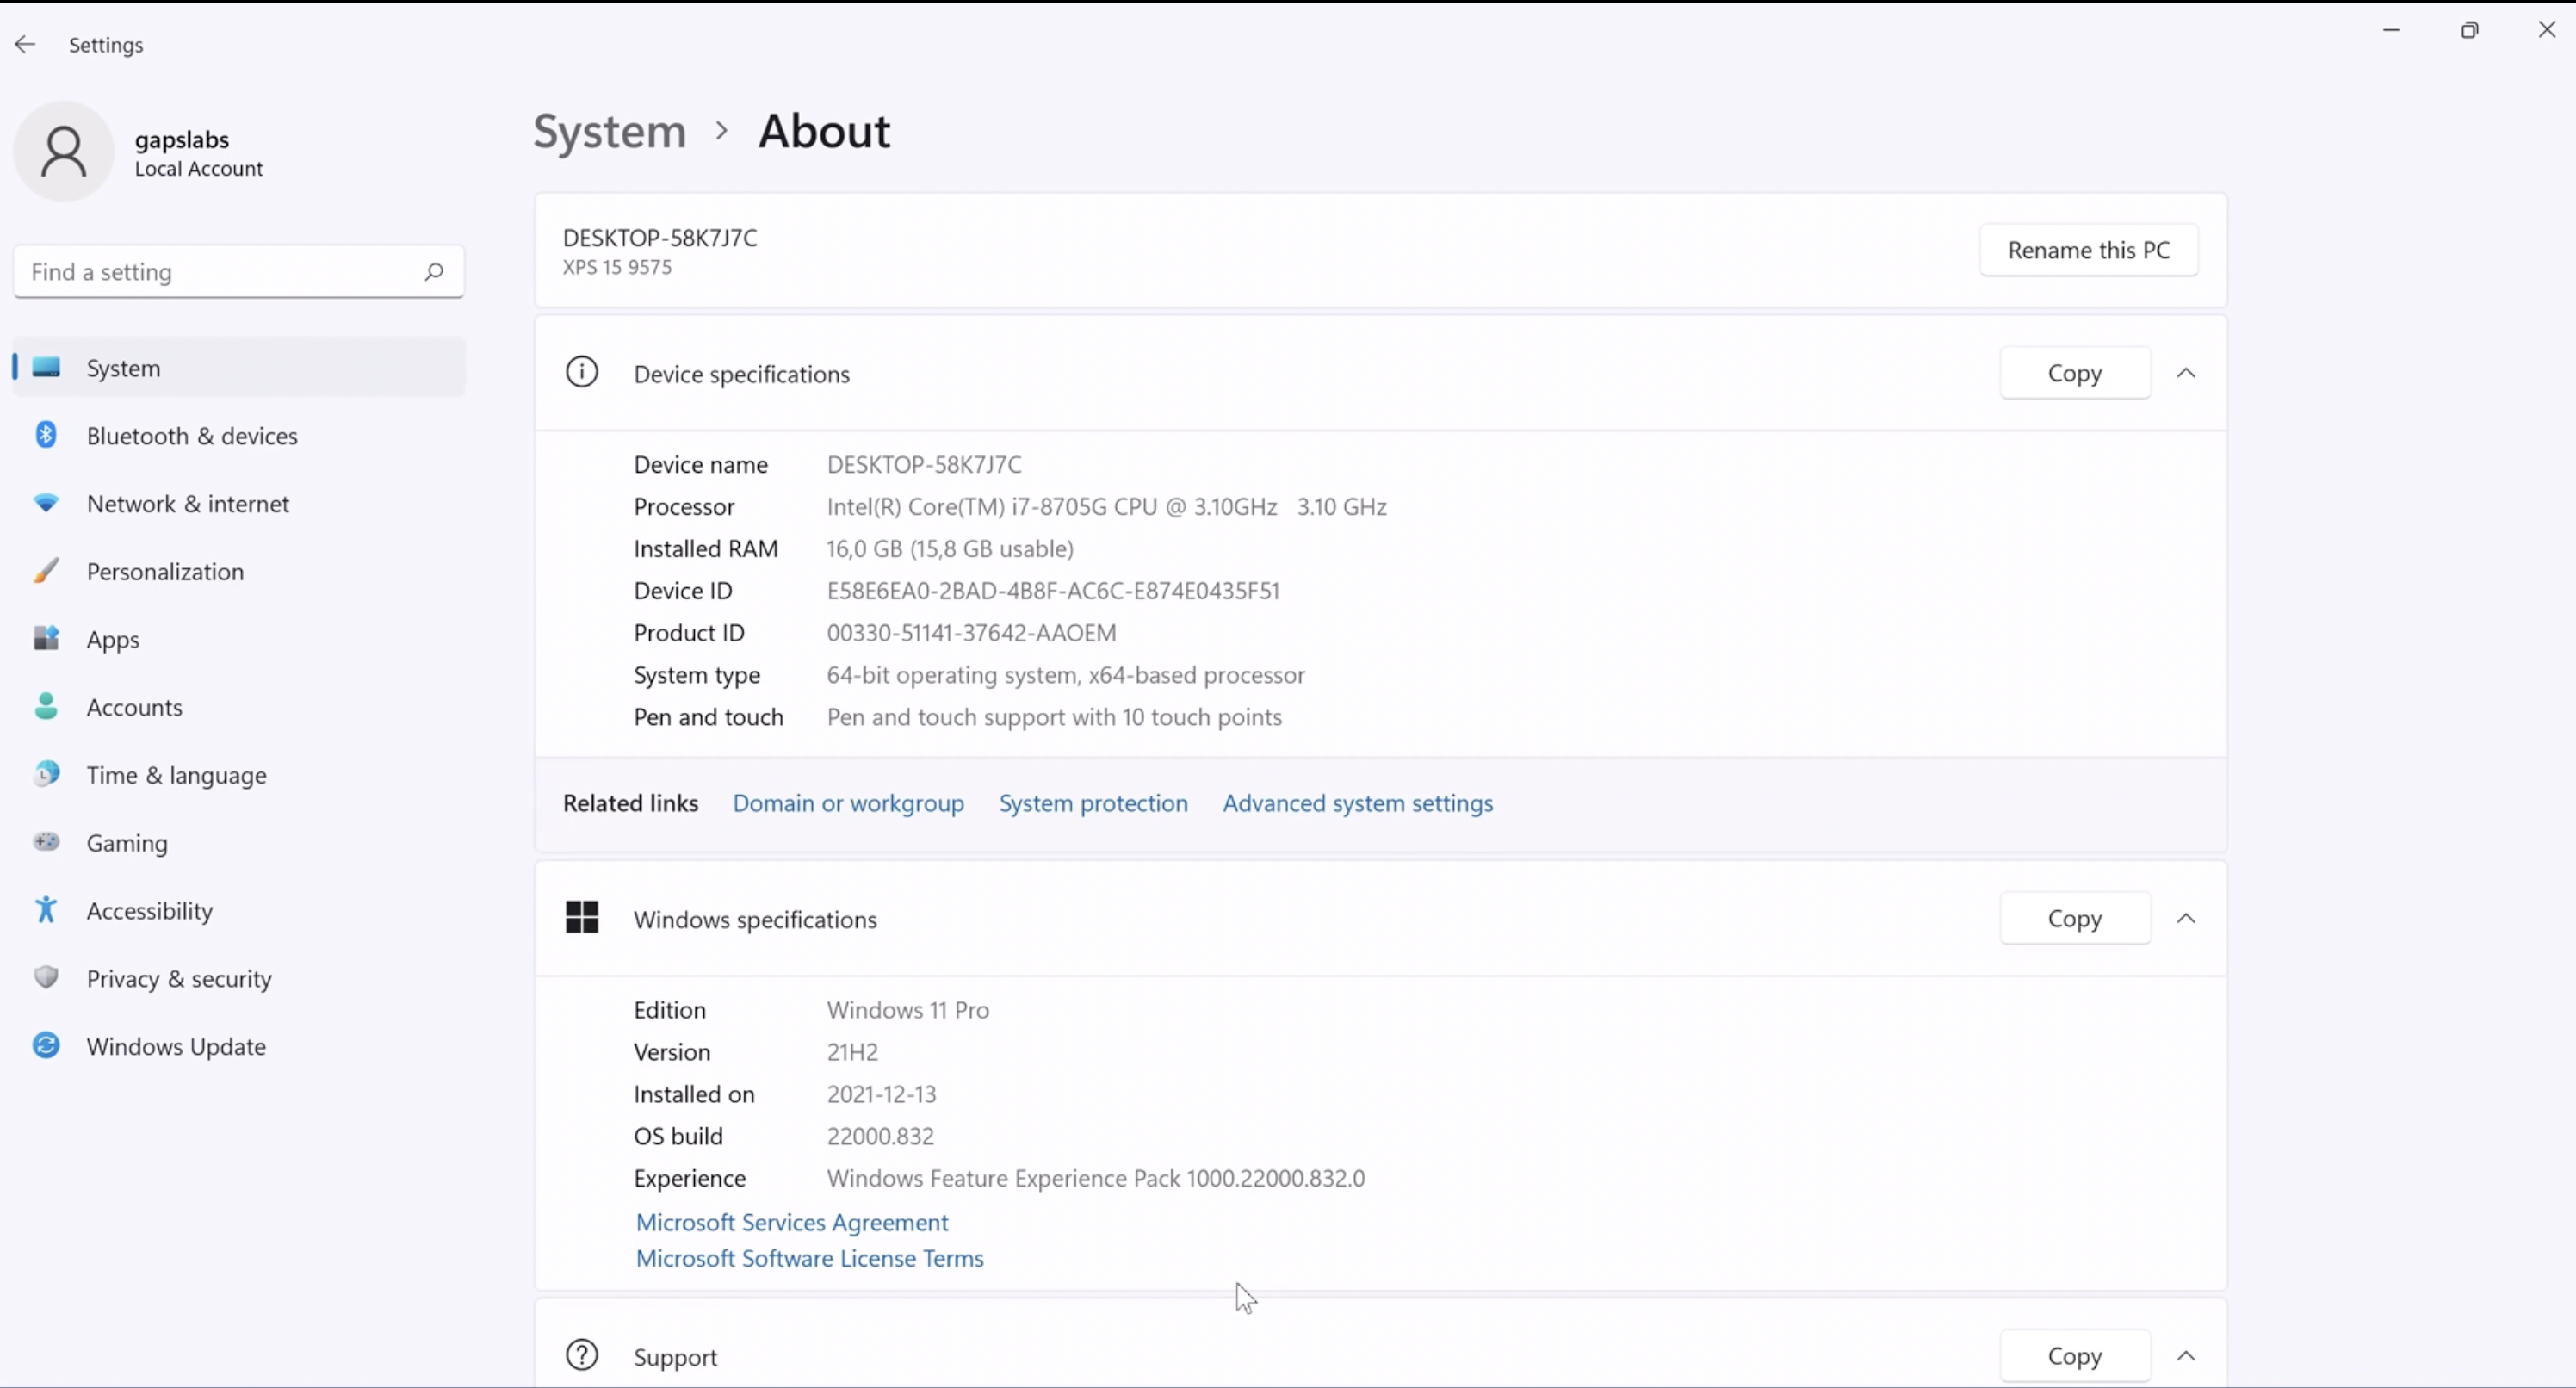 Settings
gapslabs
Local Account
Find a setting
System
Bluetooth & devices
Network & internet
Personalization
Apps
Accounts
Time & language
Gaming
Accessibility
Privacy & security
Windows Update
System > About
DESKTOP-58K7J7C
XPS 15 9575
Rename this PC
Device specifications
Copy
Device name DESKTOP-58K7J7C
Processor Intel(R) Core(TM) i7-8705G CPU @ 3.10GHz 3.10 GHz
Installed RAM 16,0 GB (15,8 GB usable)
Device ID E58E6EA0-2BAD-4B8F-AC6C-E874E0435F51
Product ID 00330-51141-37642-AAOEM
System type 64-bit operating system, x64-based processor
Pen and touch Pen and touch support with 10 touch points
Related links Domain or workgroup System protection Advanced system settings
Windows specifications
Copy
Edition Windows 11 Pro
Version 21H2
Installed on 2021-12-13
OS build 22000.832
Experience Windows Feature Experience Pack 1000.22000.832.0
Microsoft Services Agreement
Microsoft Software License Terms
Support
Copy